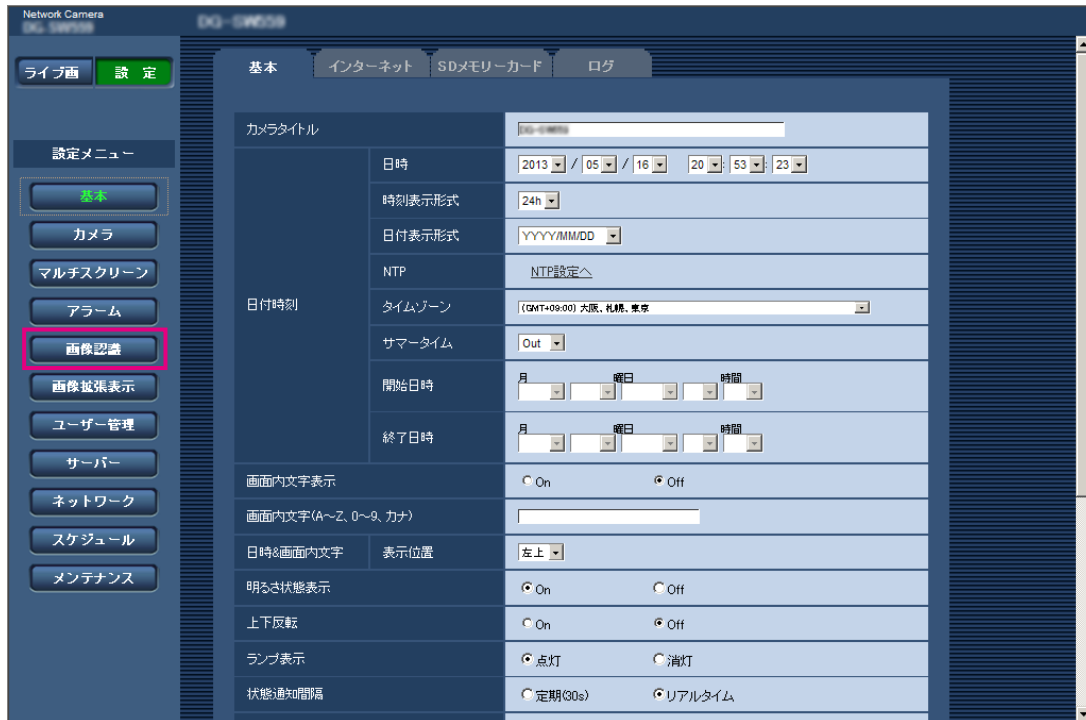 Network Camera
ライブ画 設定
設定メニュー
基本
カメラ
マルチスクリーン
アラーム
画像認識
画像拡張表示
ユーザー管理
サーバー
ネットワーク
スケジュール
メンテナンス
基本 インターネット SDメモリーカード ログ
カメラタイトル
日付時刻
日時 2013 / 05 / 16 20 : 53 : 23
時刻表示形式 24h
日付表示形式 YYYY/MM/DD
NTP NTP設定へ
タイムゾーン (GMT+09:00) 大阪、札幌、東京
サマータイム Out
開始日時 月 曜日 時間
終了日時 月 曜日 時間
画面内文字表示 On Off
画面内文字(A～Z、0～9、カナ)
日時&画面内文字 表示位置 左上
明るさ状態表示 On Off
上下反転 On Off
ランプ表示 点灯 消灯
状態通知間隔 定期(30s) リアルタイム